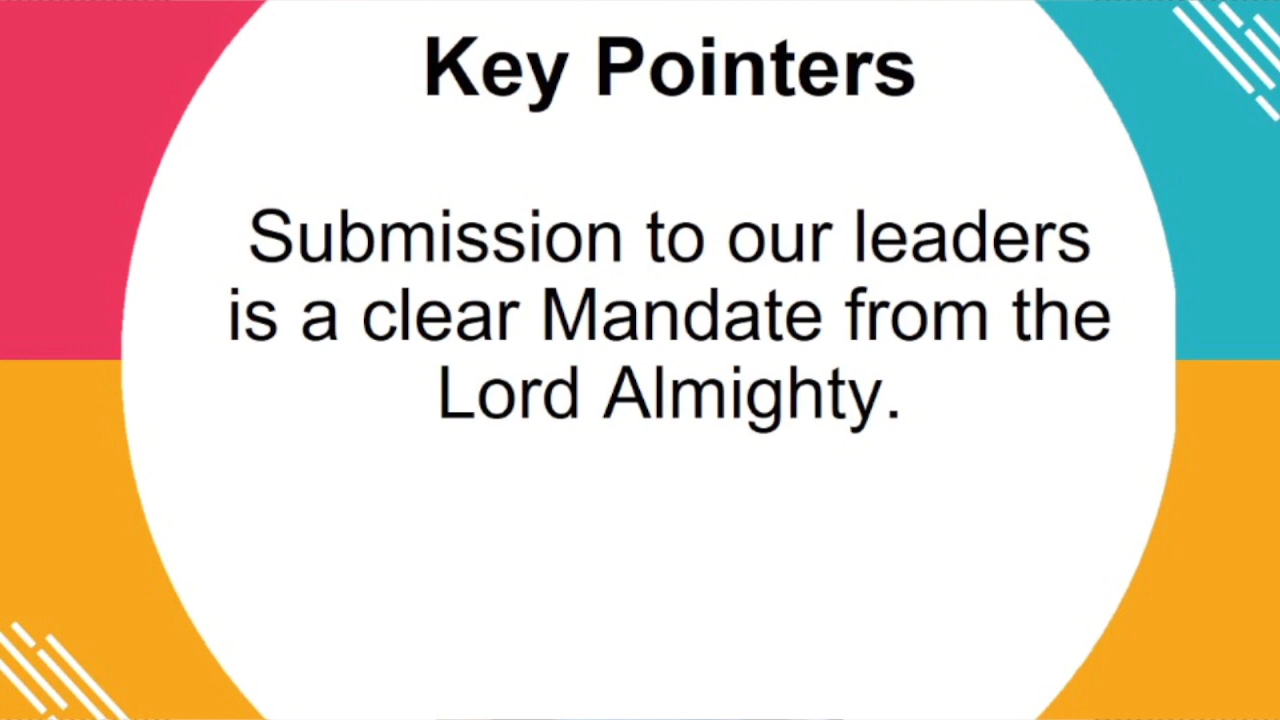 Key Pointers
Submission to our leaders
is a clear Mandate from the
Lord Almighty.